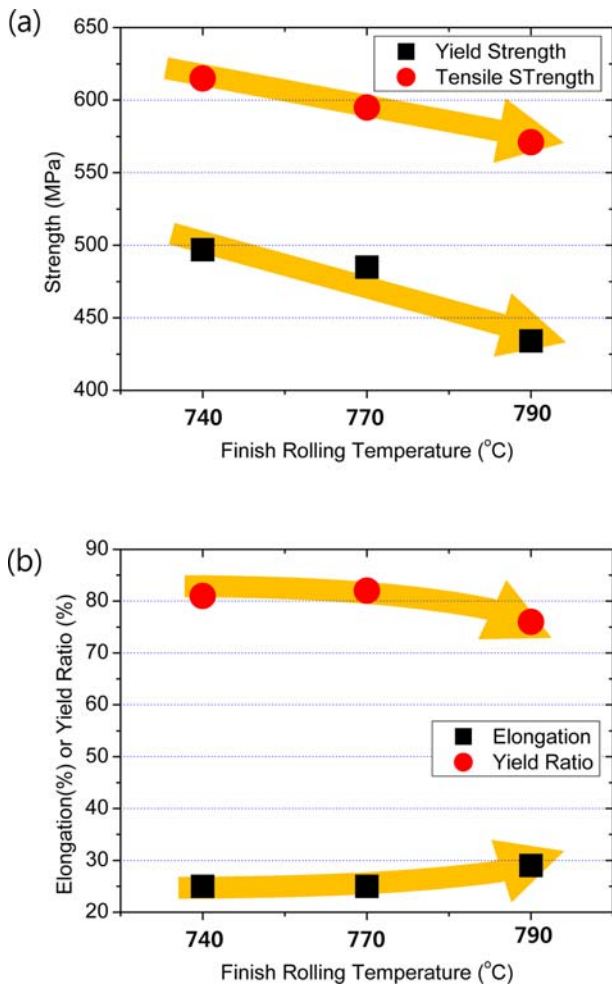 (a)
650
600
550
500
450
400
Strength (MPa)
Yield Strength
Tensile STrength
740
770
790
Finish Rolling Temperature (°C)
(b)
90
80
70
60
50
40
30
20
Elongation(%) or Yield Ratio (%)
Elongation
Yield Ratio
740
770
790
Finish Rolling Temperature (°C)